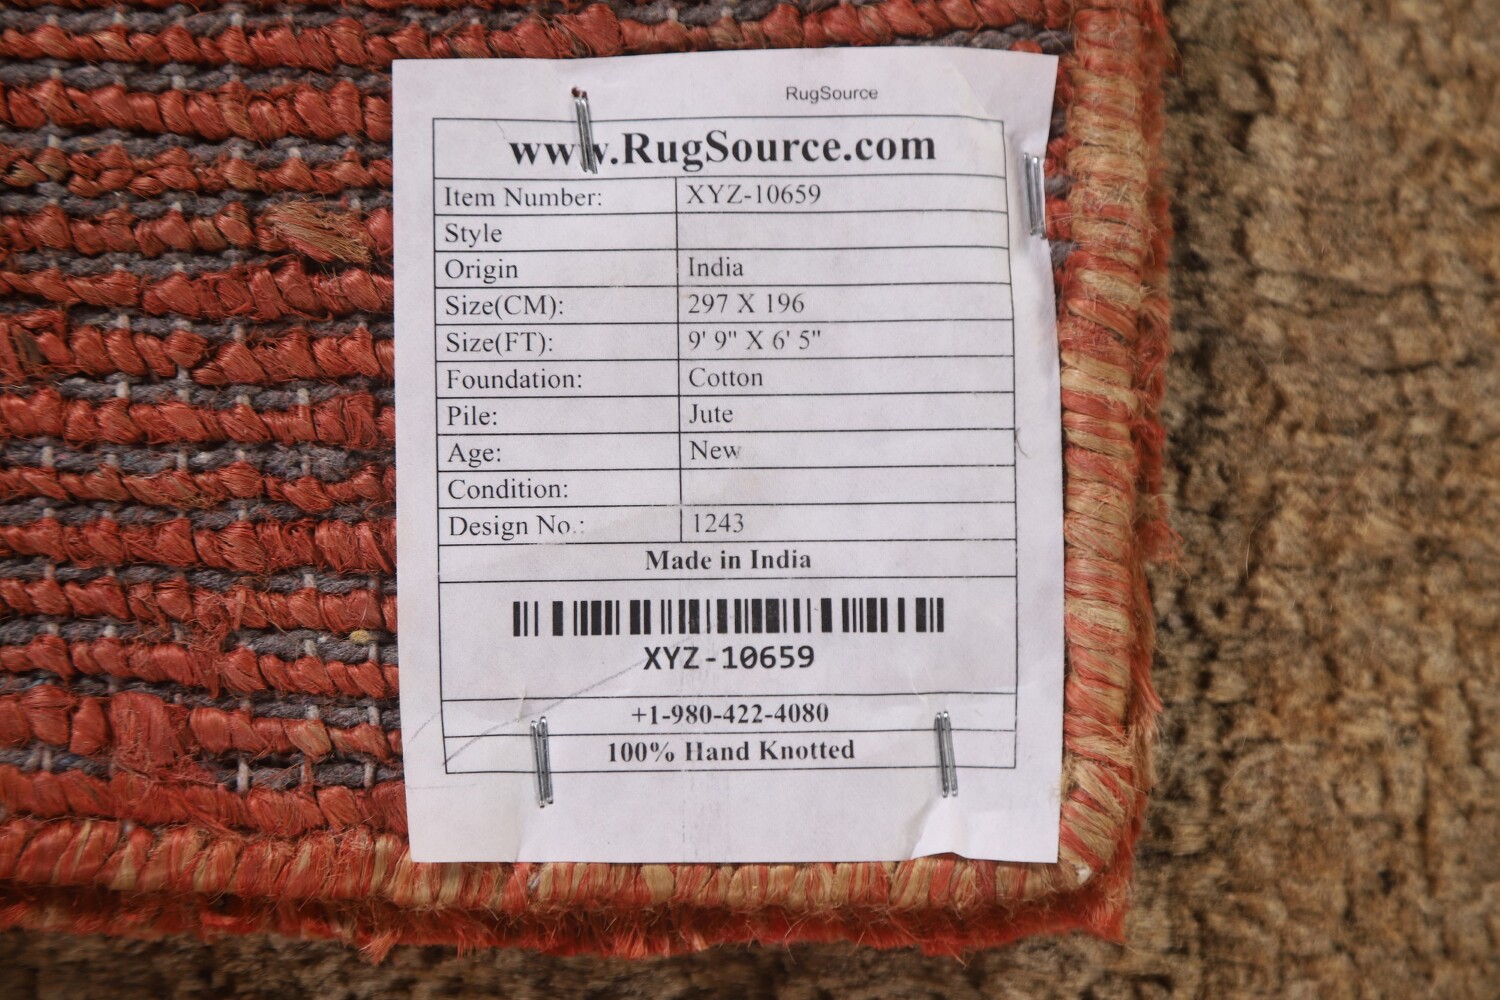 RugSource
www.RugSource.com
Item Number: XYZ-10659
Style
Origin India
Size(CM): 297 X 196
Size(FT): 9' 9" X 6' 5"
Foundation: Cotton
Pile: Jute
Age: New
Condition:
Design No.: 1243
Made in India
XYZ-10659
+1-980-422-4080
100% Hand Knotted